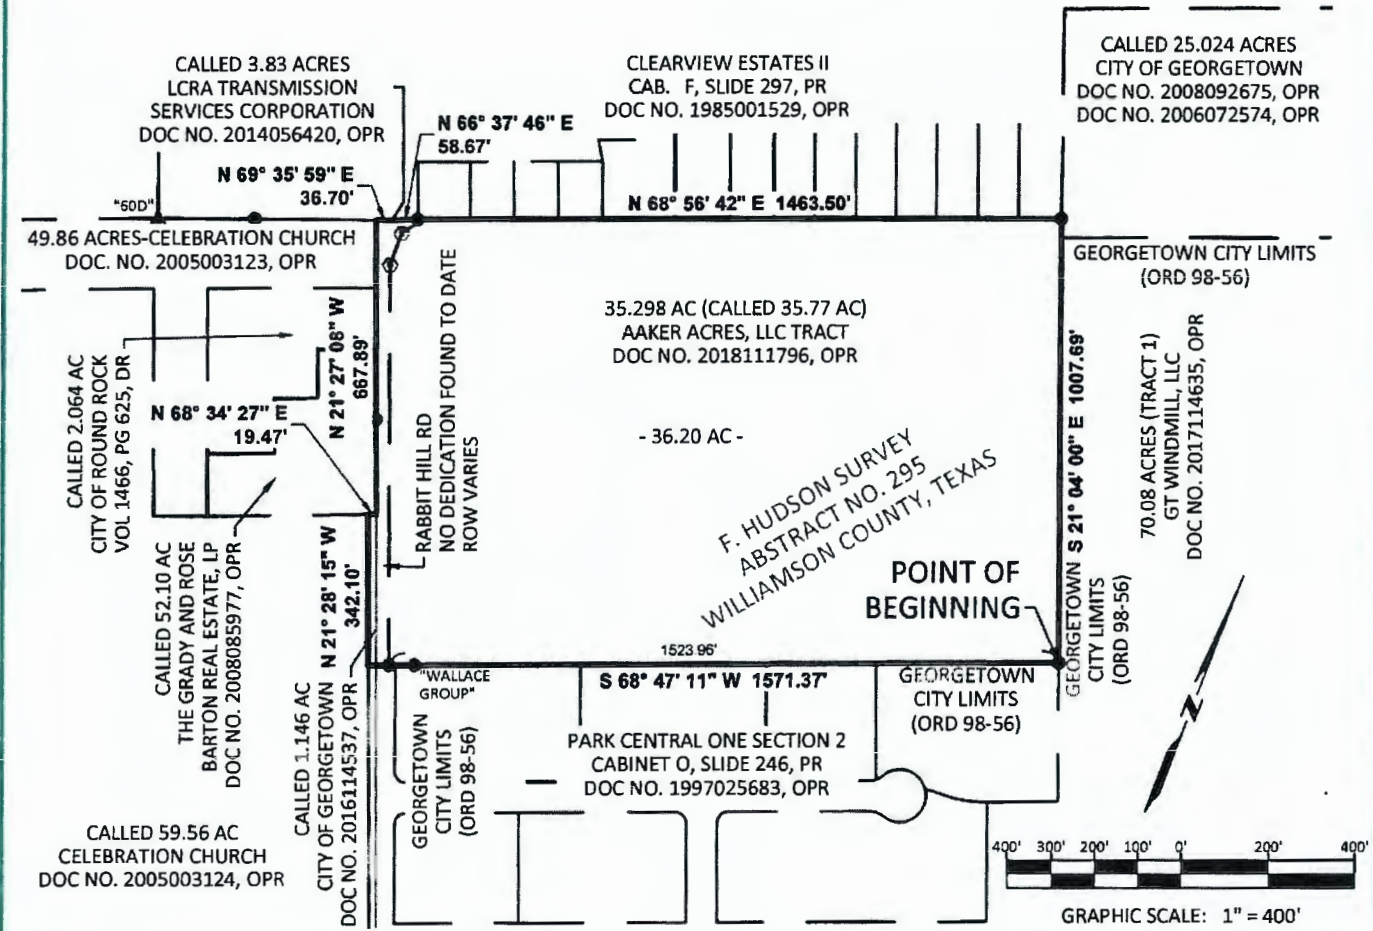 CALLED 3.83 ACRES
LCRA TRANSMISSION
SERVICES CORPORATION
DOC NO. 2014056420, OPR
N 66° 37' 46" E
58.67'
N 69° 35' 59" E
36.70'
CLEARVIEW ESTATES II
CAB. F, SLIDE 297, PR
DOC NO. 1985001529, OPR
CALLED 25.024 ACRES
CITY OF GEORGETOWN
DOC NO. 2008092675, OPR
DOC NO. 2006072574, OPR
"60D"
N 68° 56' 42" E 1463.50'
49.86 ACRES-CELEBRATION CHURCH
DOC. NO. 2005003123, OPR
GEORGETOWN CITY LIMITS
(ORD 98-56)
35.298 AC (CALLED 35.77 AC)
AAKER ACRES, LLC TRACT
DOC NO. 2018111796, OPR
- 36.20 AC -
CALLED 2.064 AC
CITY OF ROUND ROCK
VOL 1466, PG 625, DR
N 21° 27' 08" W
667.89'
N 68° 34' 27" E
19.47'
RABBIT HILL RD
NO DEDICATION FOUND TO DATE
ROW VARIES
F. HUDSON SURVEY
ABSTRACT NO. 295
WILLIAMSON COUNTY, TEXAS
S 21° 04' 00" E 1007.69'
70.08 ACRES (TRACT 1)
GT WINDMILL, LLC
DOC NO. 2017114635, OPR
CALLED 52.10 AC
THE GRADY AND ROSE
BARTON REAL ESTATE, LP
DOC NO. 2008085977, OPR
N 21° 28' 15" W
342.10'
POINT OF
BEGINNING
GEORGETOWN
CITY LIMITS
(ORD 98-56)
1523.96'
"WALLACE
GROUP"
S 68° 47' 11" W 1571.37'
GEORGETOWN
CITY LIMITS
(ORD 98-56)
CALLED 1.146 AC
CITY OF GEORGETOWN
DOC NO. 2016114537, OPR
GEORGETOWN
CITY LIMITS
(ORD 98-56)
PARK CENTRAL ONE SECTION 2
CABINET O, SLIDE 246, PR
DOC NO. 1997025683, OPR
N
CALLED 59.56 AC
CELEBRATION CHURCH
DOC NO. 2005003124, OPR
400' 300' 200' 100' 0' 200' 400'
GRAPHIC SCALE: 1" = 400'